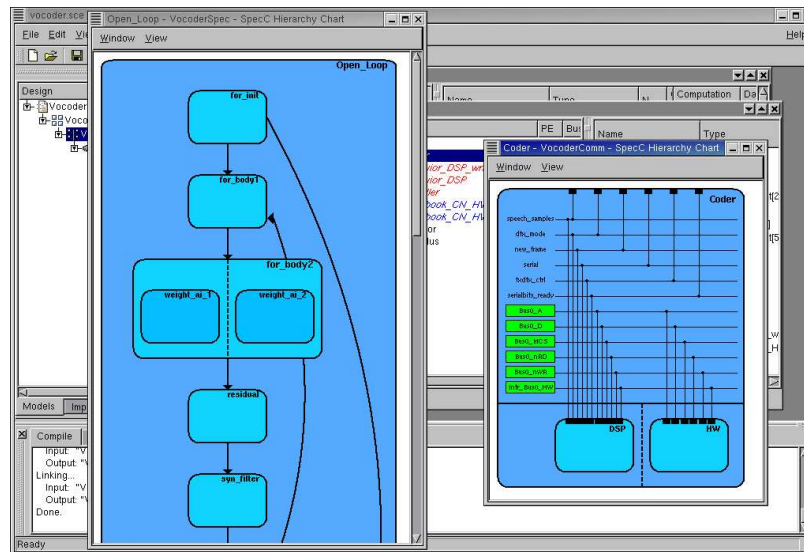 vocoder.sce
Open_Loop - VocoderSpec - SpecC Hierarchy Chart
File Edit
Help
Window View
Design
Open_Loop
for_init
for_body1
for_body2
weight_ai_1
weight_ai_2
residual
syn_filter
Name Type Computation
PE Bus Name Type
Coder - VocoderComm - SpecC Hierarchy Chart
Window View
Coder
speech_samples
dtx_mode
new_frame
serial
txdtx_ctrl
serialbits_ready
Bus0_A
Bus0_D
Bus0_MCS
Bus0_nRD
Bus0_nWR
intr_Bus0_HW
DSP
HW
Models Imp
Compile
Input: "V
Output: "V
Linking...
Input: "V
Output: "V
Done.
Ready